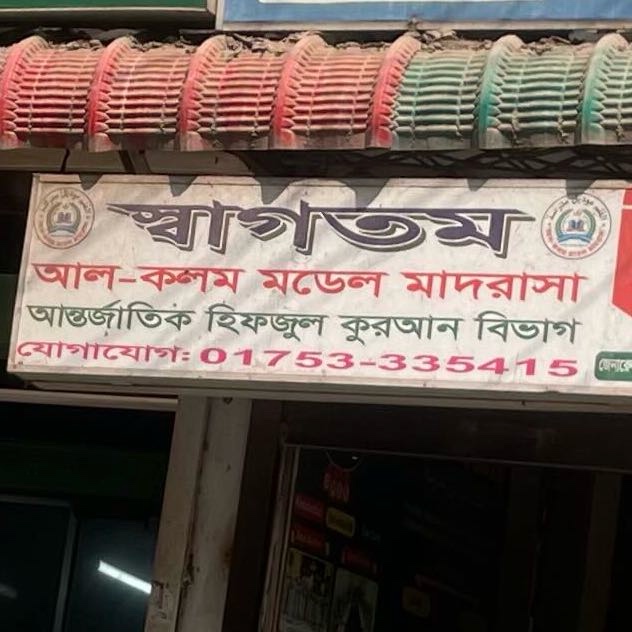 স্বাগতম
আল-কলম মডেল মাদরাসা
আন্তর্জাতিক হিফজুল কুরআন বিভাগ
যোগাযোগ: 01753-335415